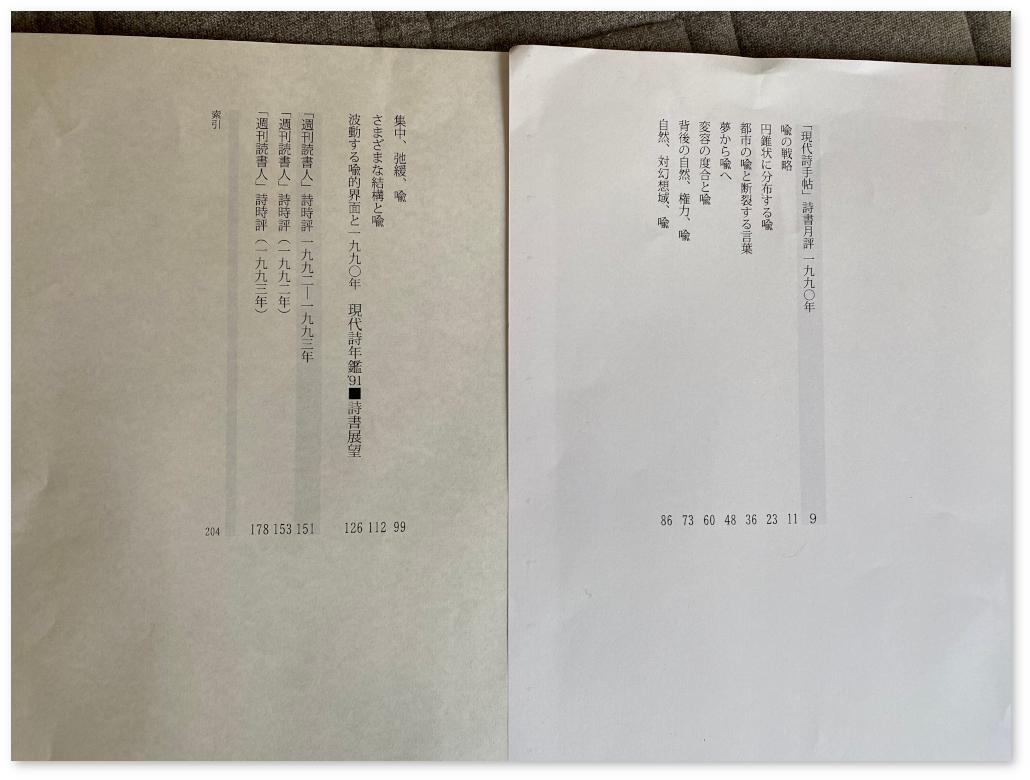 「現代詩手帖」詩書月評 一九九〇年 9
喩の戦略 11
円錐状に分布する喩 23
都市の喩と断裂する言葉 36
夢から喩へ 48
変容の度合と喩 60
背後の自然、権力、喩 73
自然、対幻想域、喩 86
集中、弛緩、喩 99
さまざまな結構と喩 112
波動する喩的界面と一九九〇年 現代詩年鑑'91■詩書展望 126
「週刊読書人」詩時評 一九九二―一九九三年 151
「週刊読書人」詩時評(一九九二年) 153
「週刊読書人」詩時評(一九九三年) 178
索引 204